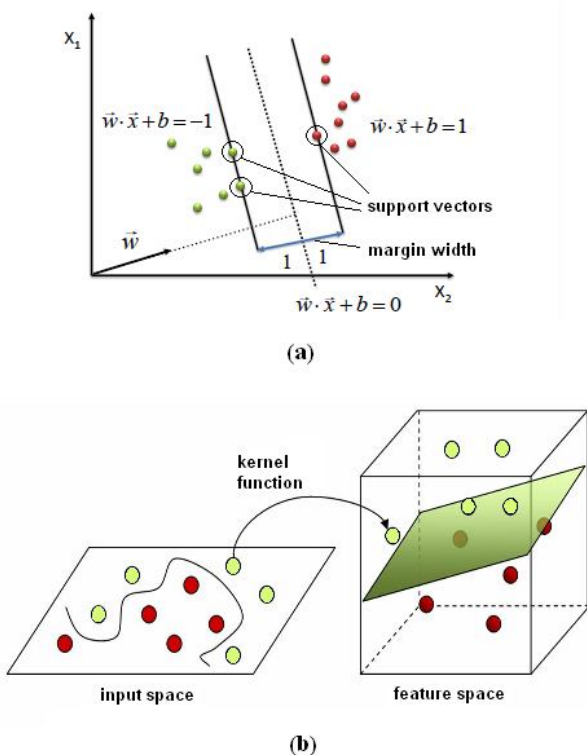 X₁
w⃗·x⃗+b=−1
w⃗·x⃗+b=1
support vectors
w⃗
margin width
1 1
X₂
w⃗·x⃗+b=0
(a)
kernel
function
input space
feature space
(b)